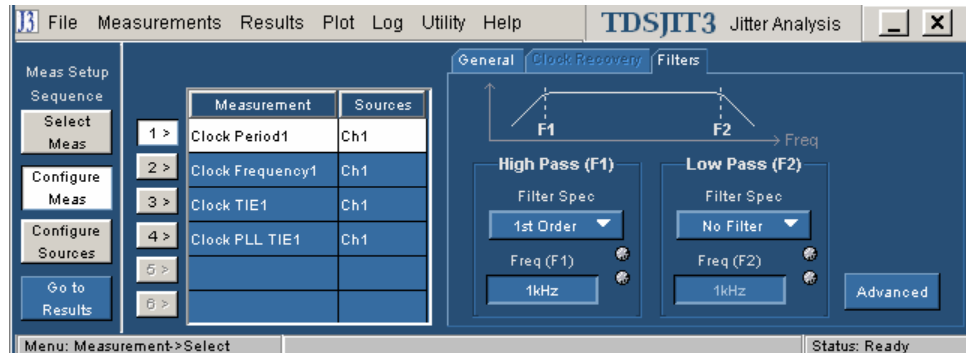 J3 File Measurements Results Plot Log Utility Help TDSJIT3 Jitter Analysis
Meas Setup
Sequence
Select
Meas
Configure
Meas
Configure
Sources
Go to
Results
Measurement Sources
1 > Clock Period1 Ch1
2 > Clock Frequency1 Ch1
3 > Clock TIE1 Ch1
4 > Clock PLL TIE1 Ch1
5 >
6 >
General Clock Recovery Filters
F1 F2 Freq
High Pass (F1)
Filter Spec
1st Order
Freq (F1)
1kHz
Low Pass (F2)
Filter Spec
No Filter
Freq (F2)
1kHz
Advanced
Menu: Measurement->Select Status: Ready